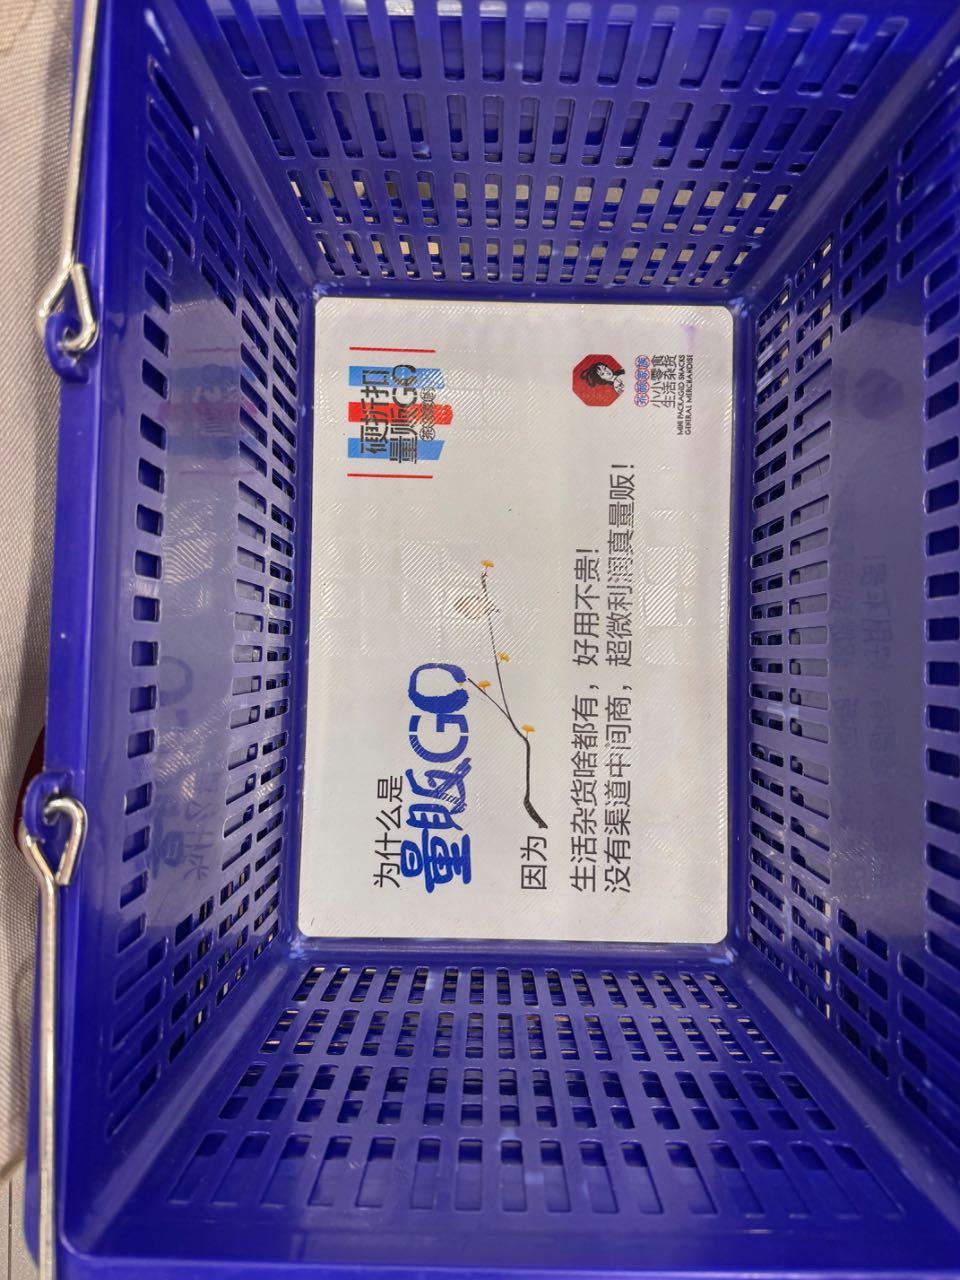 为什么是
量贩GO
因为
生活杂货啥都有，好用不贵！
没有渠道中间商，超微利润真量贩！
硬折扣
量贩GO
小小零食
生活杂货
MINI PACKAGED SNACKS
GENERAL MERCHANDISE